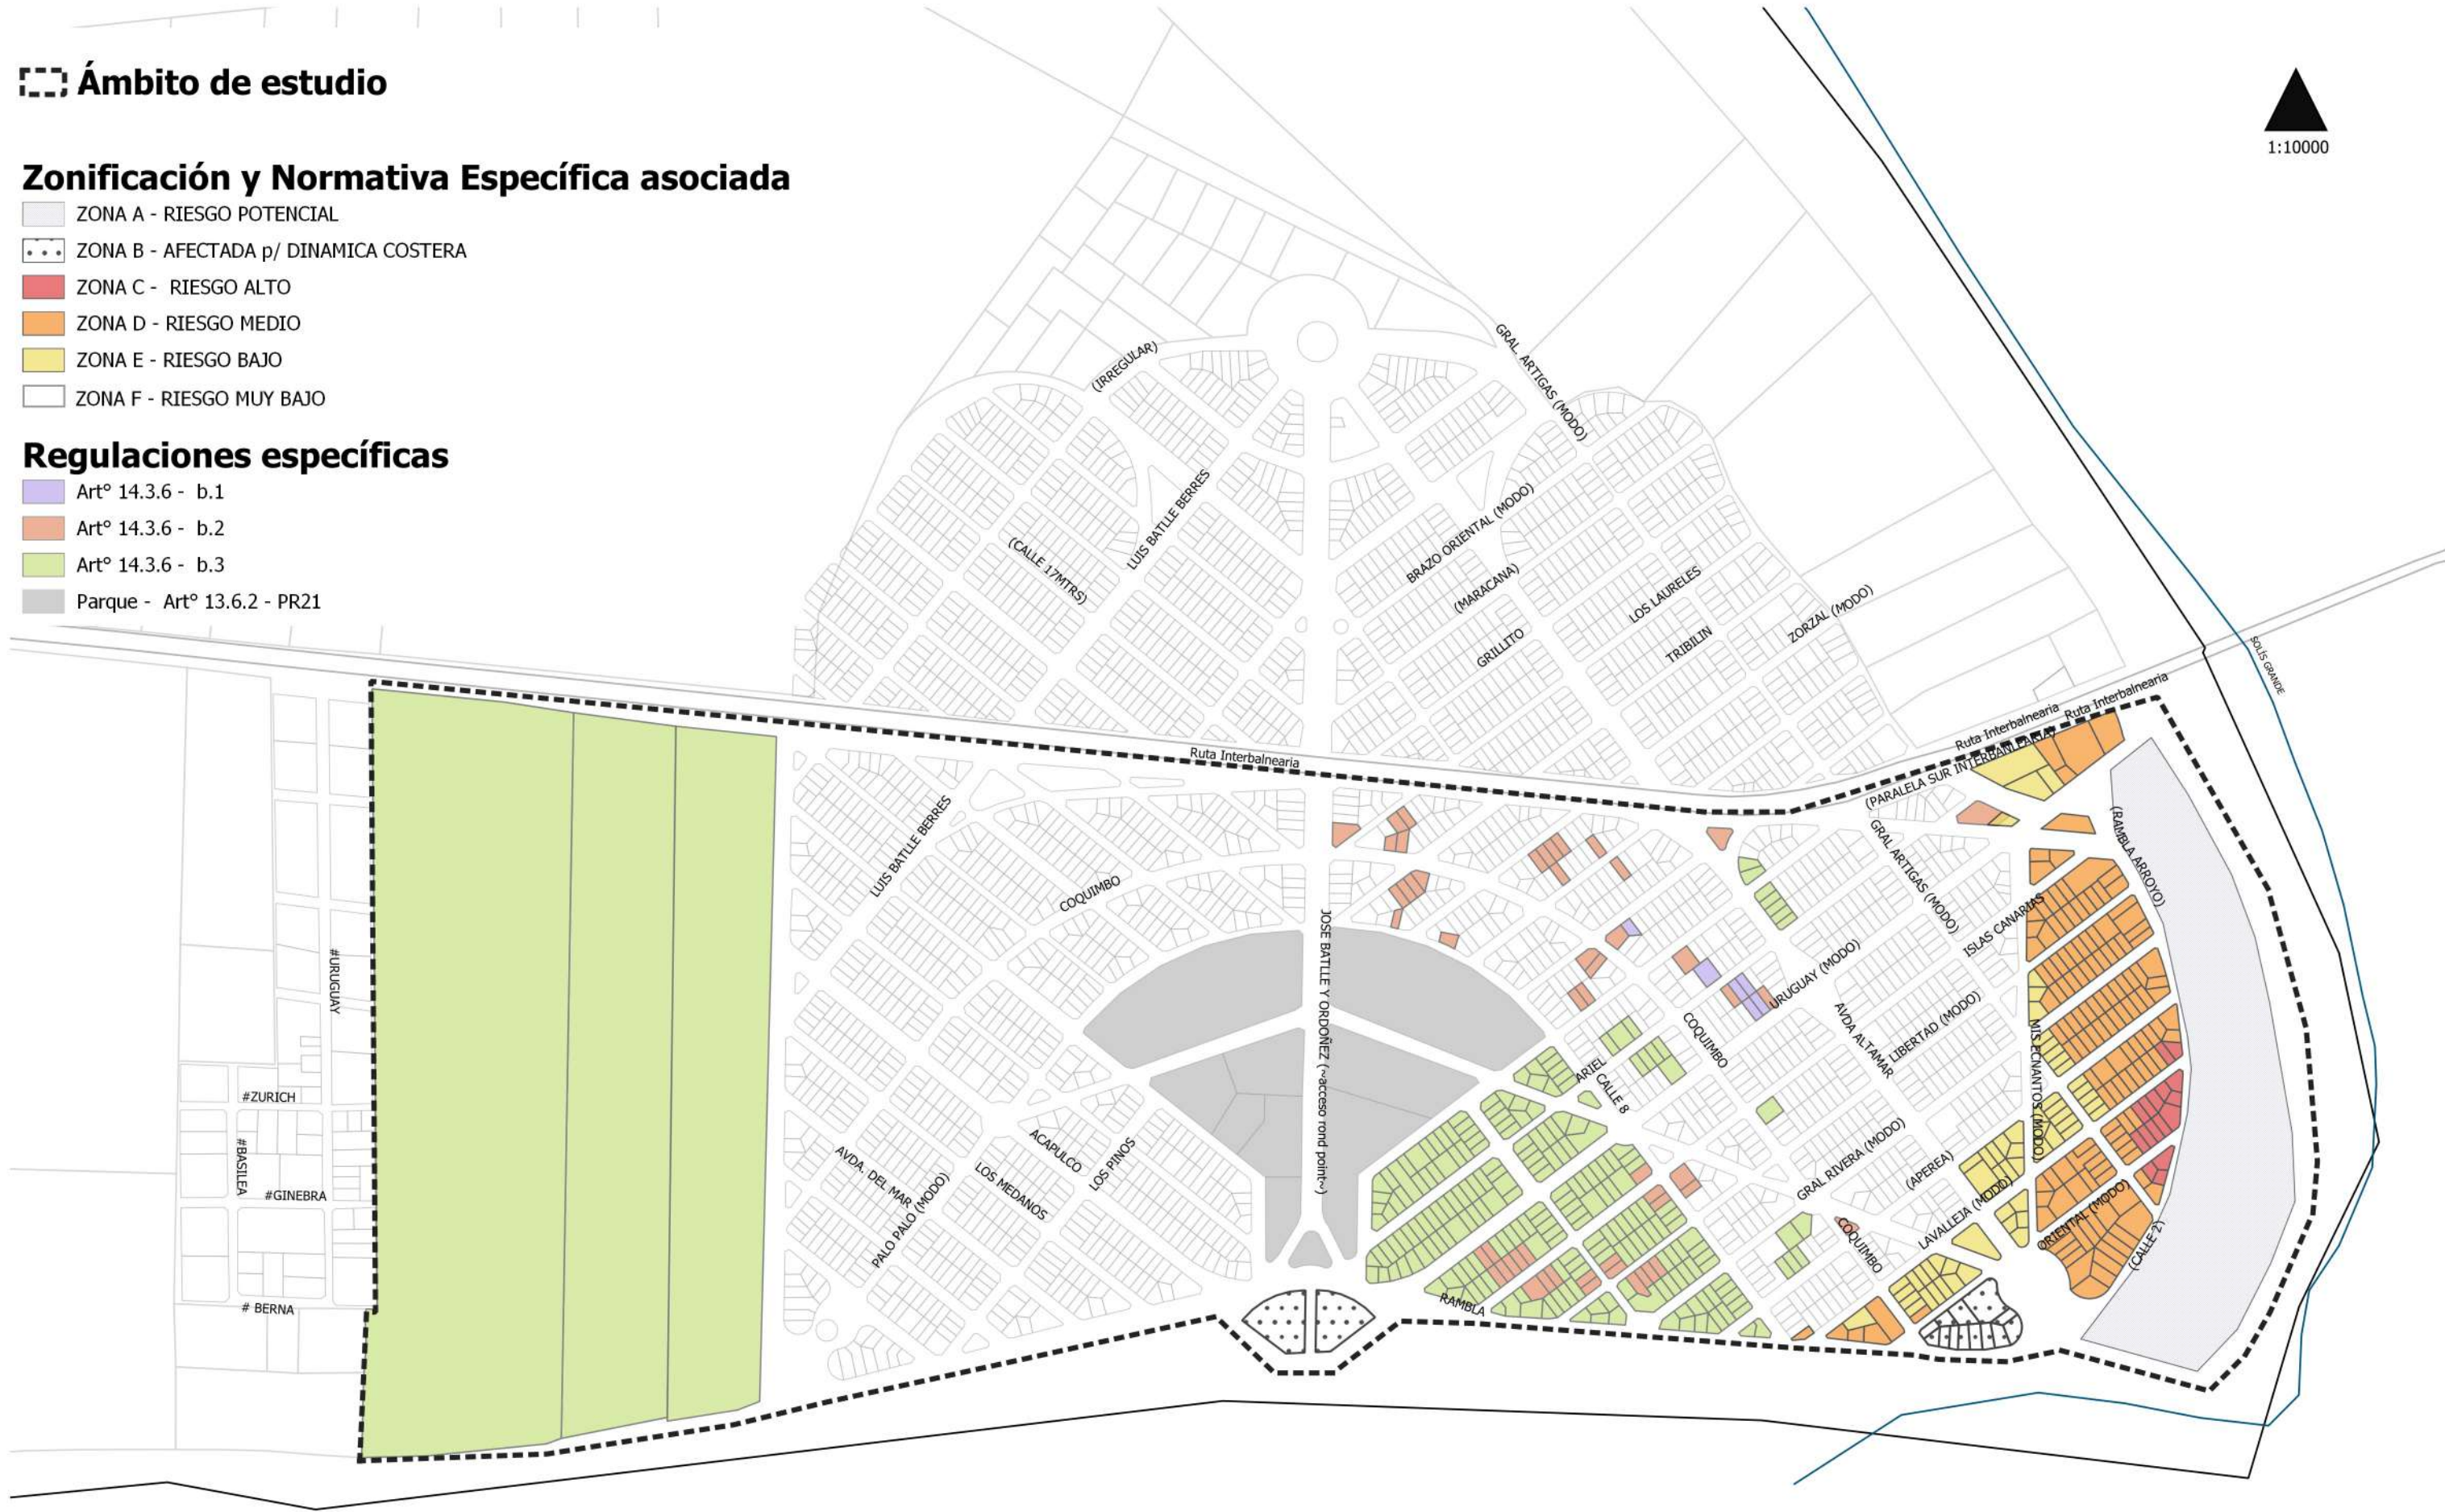 Ámbito de estudio
Zonificación y Normativa Específica asociada
ZONA A - RIESGO POTENCIAL
ZONA B - AFECTADA p/ DINAMICA COSTERA
ZONA C -  RIESGO ALTO
ZONA D - RIESGO MEDIO
ZONA E - RIESGO BAJO
ZONA F - RIESGO MUY BAJO
Regulaciones específicas
Artº 14.3.6 -  b.1
Artº 14.3.6 -  b.2
Artº 14.3.6 -  b.3
Parque -  Artº 13.6.2 - PR21
1:10000
(IRREGULAR)
GRAL. ARTIGAS (MODO)
LUIS BATLLE BERRES
(CALLE 17MTRS)
BRAZO ORIENTAL (MODO)
(MARACANA)
GRILLITO
LOS LAURELES
TRIBILIN
ZORZAL (MODO)
SOLÍS GRANDE
Ruta Interbalnearia
Ruta Interbalnearia
Ruta Interbalnearia
(PARALELA SUR INTERBANLEARIA)
LUIS BATLLE BERRES
COQUIMBO
JOSE BATLLE Y ORDOÑEZ (~acceso rond point~)
GRAL ARTIGAS (MODO)
(RAMBLA ARROYO)
ISLAS CANARIAS
URUGUAY (MODO)
#URUGUAY
COQUIMBO
AVDA ALTAMAR
LIBERTAD (MODO)
ARIEL
CALLE 8
#ZURICH
#BASILEA
#GINEBRA
# BERNA
ACAPULCO
LOS PINOS
AVDA. DEL MAR
LOS MEDANOS
PALO PALO (MODO)
GRAL RIVERA (MODO)
(APEREA)
LAVALLEJA (MODO)
COQUIMBO
ORIENTAL (MODO)
(CALLE 2)
RAMBLA